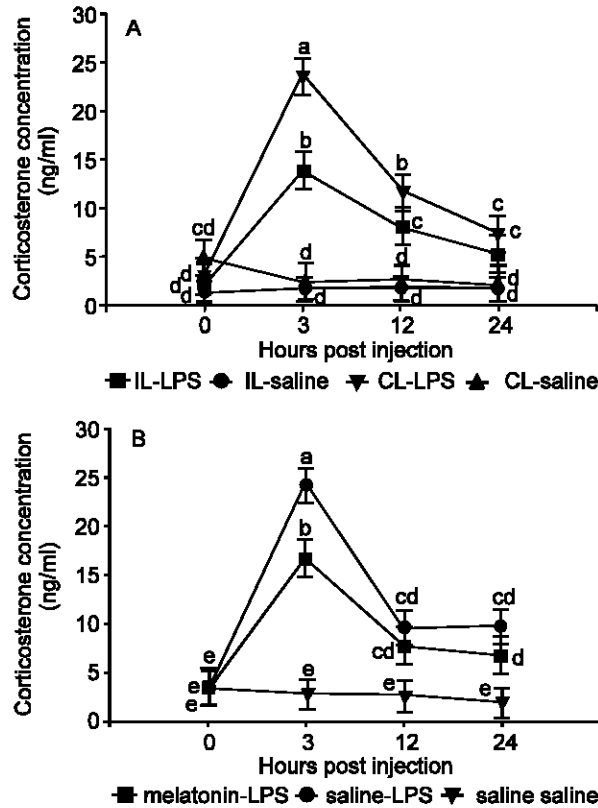 A
Corticosterone concentration
(ng/ml)
30
25
20
15
10
5
0
a
b
b
c
c
c
cd
d
d
d
d
d
d
d
d
d
0 3 12 24
Hours post injection
IL-LPS IL-saline CL-LPS CL-saline
B
Corticosterone concentration
(ng/ml)
30
25
20
15
10
5
0
a
b
cd cd
cd
d
e
e
e
e
e
e
0 3 12 24
Hours post injection
melatonin-LPS saline-LPS saline saline